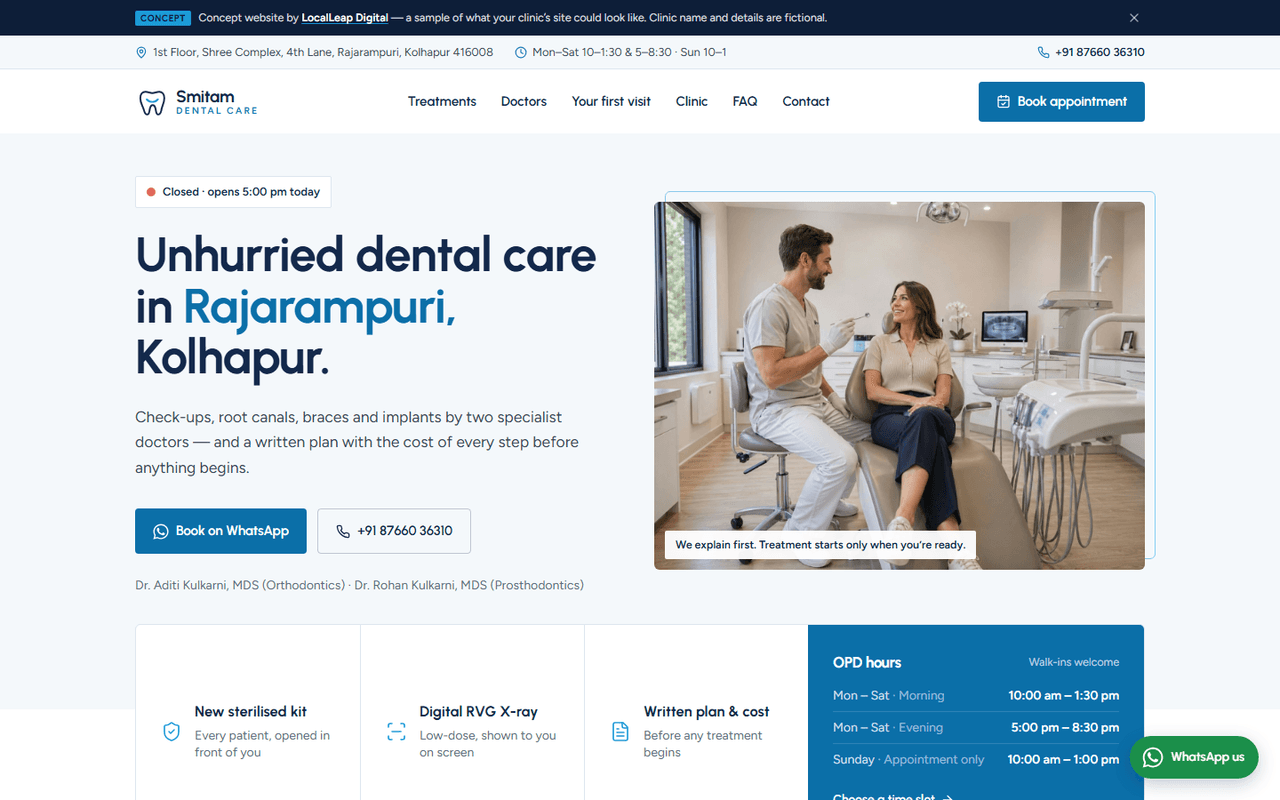 CONCEPT Concept website by LocalLeap Digital — a sample of what your clinic's site could look like. Clinic name and details are fictional.
1st Floor, Shree Complex, 4th Lane, Rajarampuri, Kolhapur 416008 Mon–Sat 10–1:30 & 5–8:30 · Sun 10–1 +91 87660 36310
Smitam
DENTAL CARE
Treatments Doctors Your first visit Clinic FAQ Contact
Book appointment
Closed · opens 5:00 pm today
Unhurried dental care
in Rajarampuri,
Kolhapur.
Check-ups, root canals, braces and implants by two specialist
doctors — and a written plan with the cost of every step before
anything begins.
Book on WhatsApp +91 87660 36310
Dr. Aditi Kulkarni, MDS (Orthodontics) · Dr. Rohan Kulkarni, MDS (Prosthodontics)
We explain first. Treatment starts only when you're ready.
New sterilised kit
Every patient, opened in
front of you
Digital RVG X-ray
Low-dose, shown to you
on screen
Written plan & cost
Before any treatment
begins
OPD hours Walk-ins welcome
Mon – Sat · Morning 10:00 am – 1:30 pm
Mon – Sat · Evening 5:00 pm – 8:30 pm
Sunday · Appointment only 10:00 am – 1:00 pm
Choose a time slot →
WhatsApp us